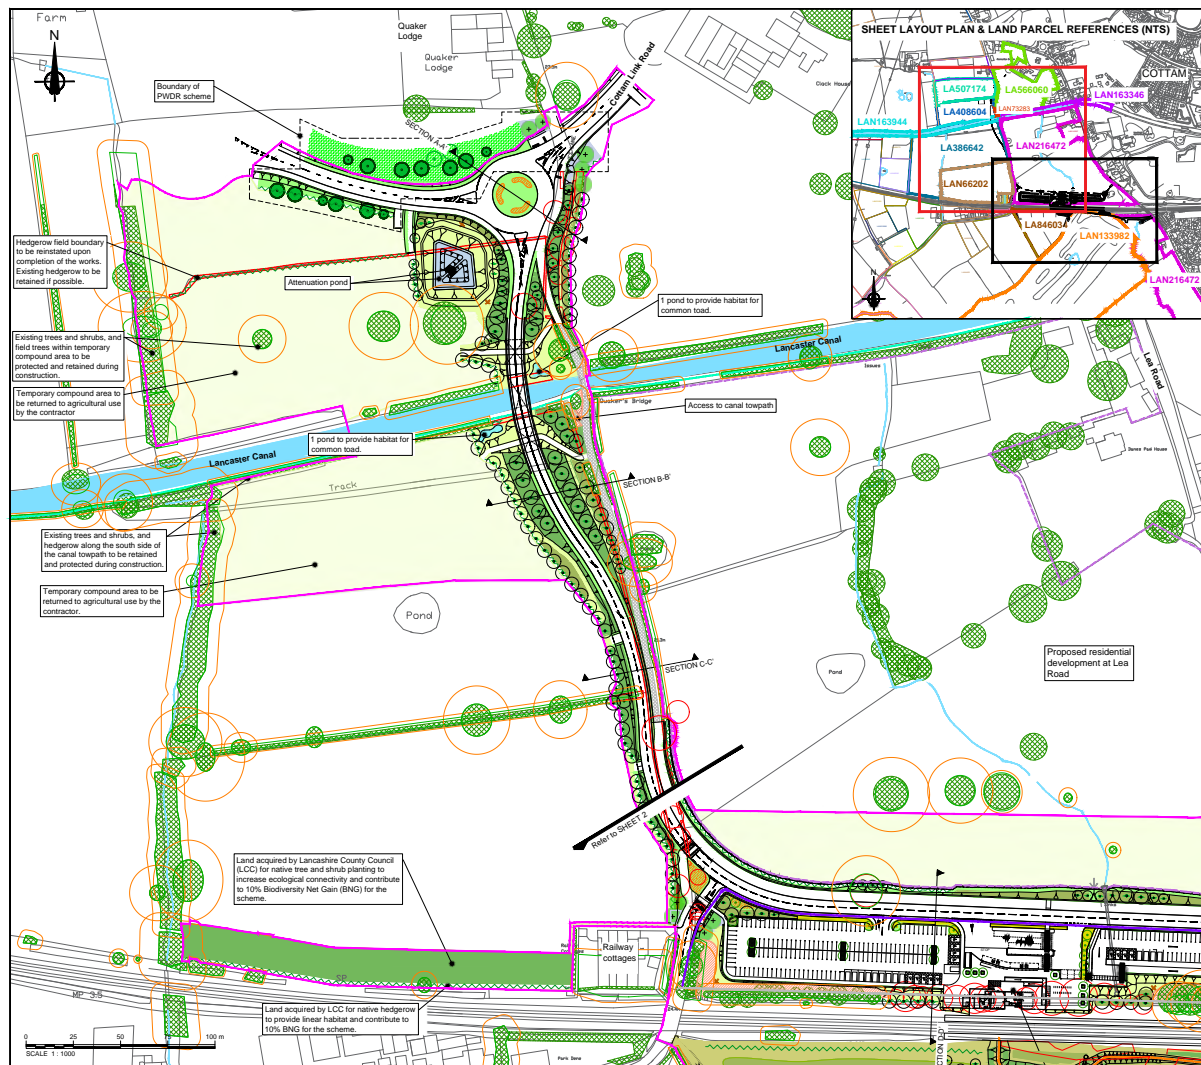 Farm
N
Quaker
Lodge
Quaker
Lodge
Cottam Link Road
Clock House
Boundary of
PWDR scheme
SECTION A-A'
SHEET LAYOUT PLAN & LAND PARCEL REFERENCES (NTS)
COTTAM
LA507174
LA566060
LAN163346
LAN73283
LA408604
LAN163944
LA386642
LAN216472
LAN66202
LA846034
LAN133982
LAN216472
N
Hedgerow field boundary
to be reinstated upon
completion of the works.
Existing hedgerow to be
retained if possible.
Attenuation pond
1 pond to provide habitat for
common toad.
Existing trees and shrubs, and
field trees within temporary
compound area to be
protected and retained during
construction.
Temporary compound area to
be returned to agricultural use
by the contractor
Lancaster Canal
Lea Road
Issues
Quaker's Bridge
Access to canal towpath
1 pond to provide habitat for
common toad.
Lancaster Canal
Track
SECTION B-B'
Existing trees and shrubs, and
hedgerow along the south side of
the canal towpath to be retained
and protected during construction.
Temporary compound area to be
returned to agricultural use by the
contractor.
Pond
SECTION C-C'
Pond
Proposed residential
development at Lea
Road
Refer to SHEET 2
Land acquired by Lancashire County Council
(LCC) for native tree and shrub planting to
increase ecological connectivity and contribute
to 10% Biodiversity Net Gain (BNG) for the
scheme.
Railway
cottages
SP
MP 3.5
Land acquired by LCC for native hedgerow
to provide linear habitat and contribute to
10% BNG for the scheme.
SECTION D-D'
Park Dene
0 25 50 75 100 m
SCALE 1 : 1000